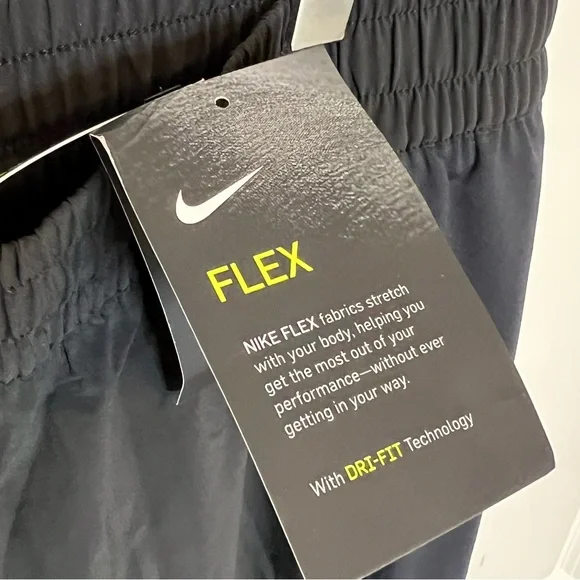 FLEX
NIKE FLEX fabrics stretch
with your body, helping you
get the most out of your
performance—without ever
getting in your way.
With DRI-FIT Technology